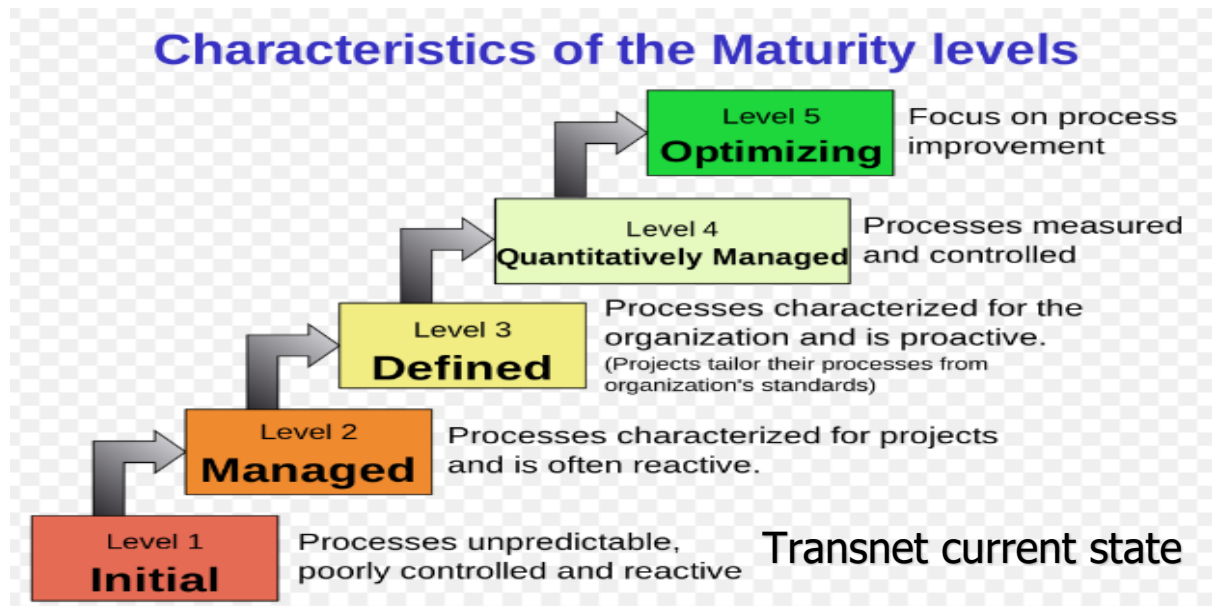 Characteristics of the Maturity levels
Level 5
Optimizing
Focus on process
improvement
Level 4
Quantitatively Managed
Processes measured
and controlled
Level 3
Defined
Processes characterized for the
organization and is proactive.
(Projects tailor their processes from
organization's standards)
Level 2
Managed
Processes characterized for projects
and is often reactive.
Level 1
Initial
Processes unpredictable,
poorly controlled and reactive
Transnet current state